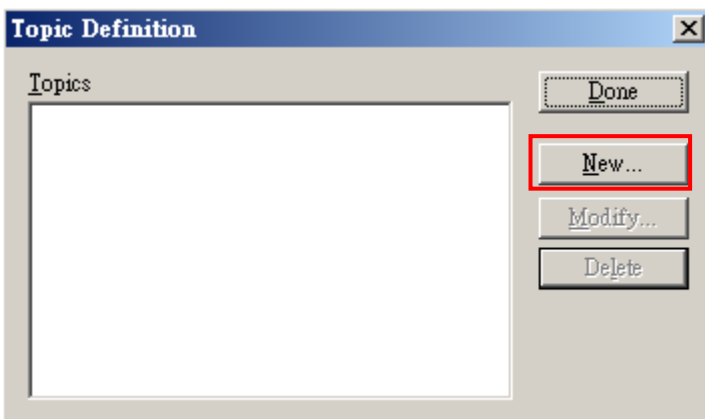 Topic Definition
Topics
Done
New...
Modify...
Delete